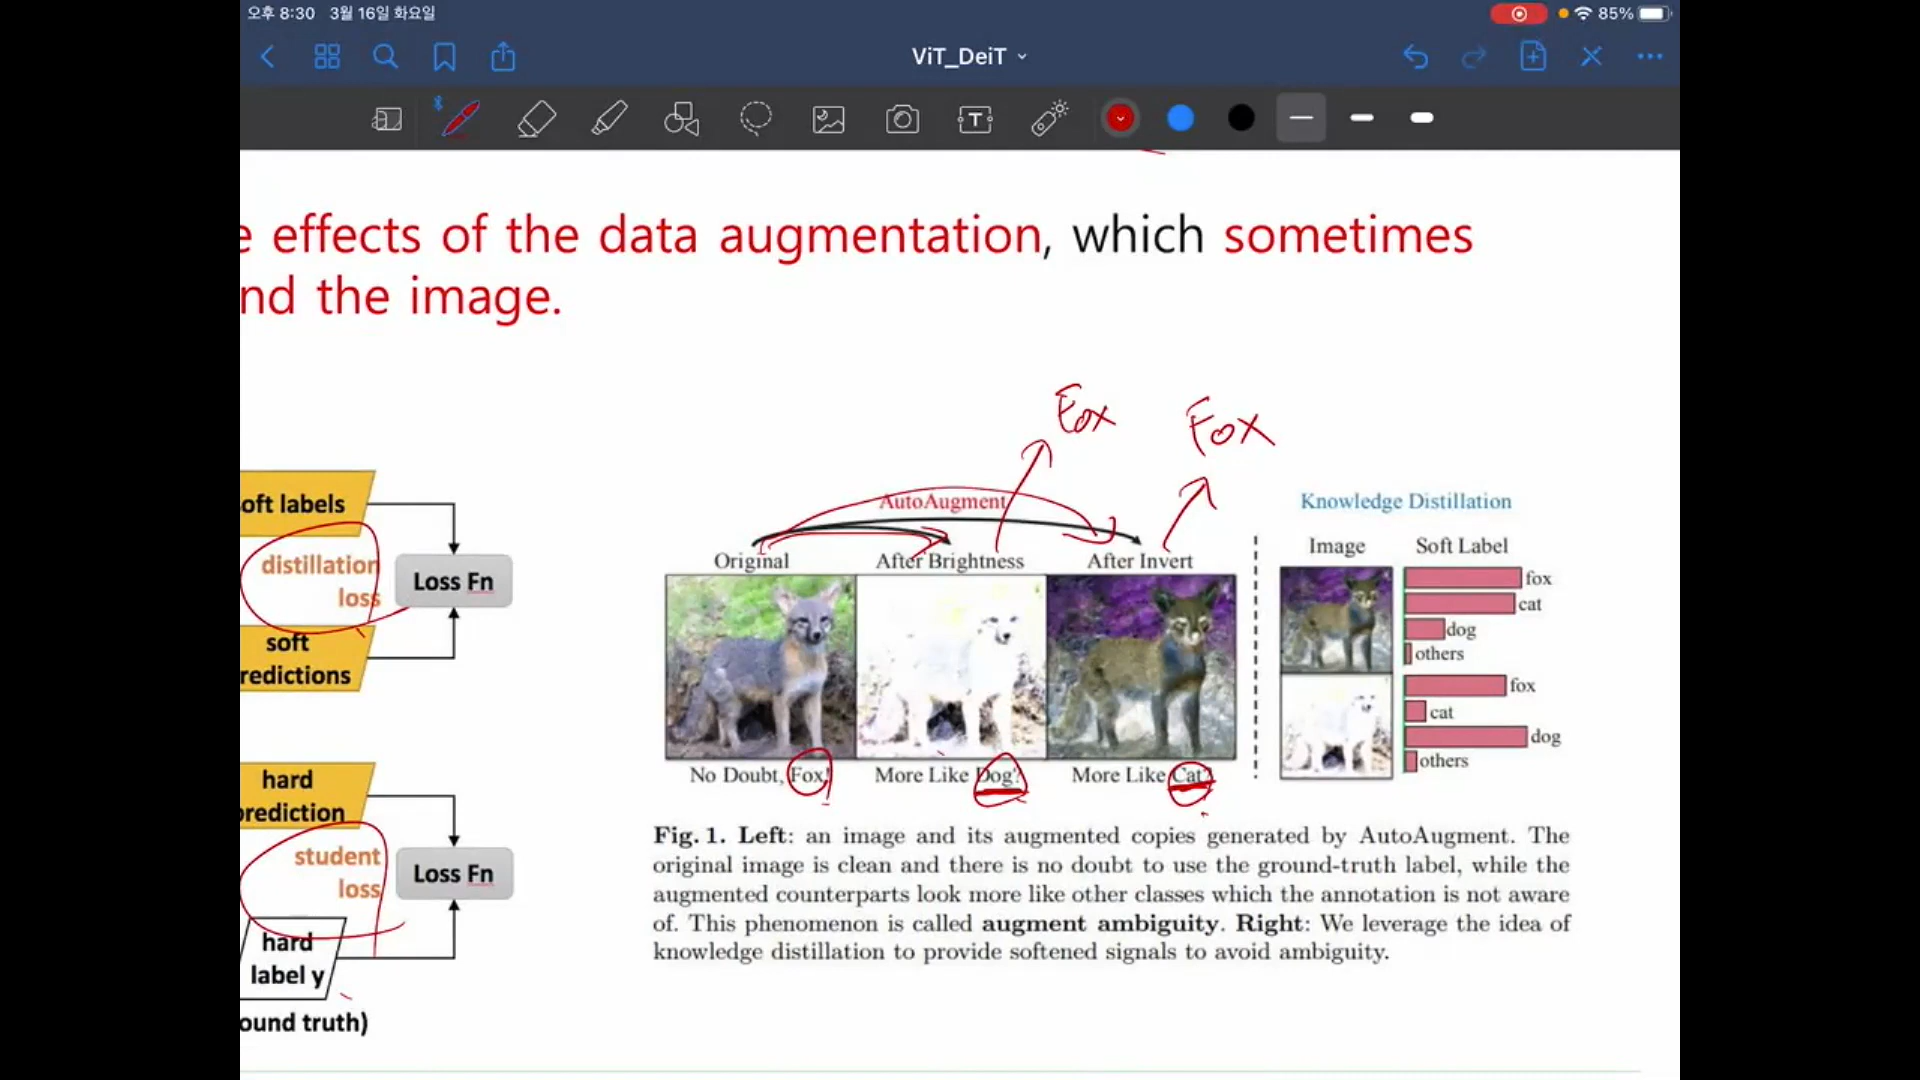 오후 8:30 3월 16일 화요일
85%
ViT_DeiT
T
e effects of the data augmentation, which sometimes
nd the image.
Fox
Fox
oft labels
distillation
loss
Loss Fn
soft
redictions
hard
prediction
student
loss
Loss Fn
hard
label y
ound truth)
AutoAugment
Original
After Brightness
After Invert
No Doubt, Fox!
More Like Dog?
More Like Cat?
Knowledge Distillation
Image
Soft Label
fox
cat
dog
others
fox
cat
dog
others
Fig. 1. Left: an image and its augmented copies generated by AutoAugment. The
original image is clean and there is no doubt to use the ground-truth label, while the
augmented counterparts look more like other classes which the annotation is not aware
of. This phenomenon is called augment ambiguity. Right: We leverage the idea of
knowledge distillation to provide softened signals to avoid ambiguity.